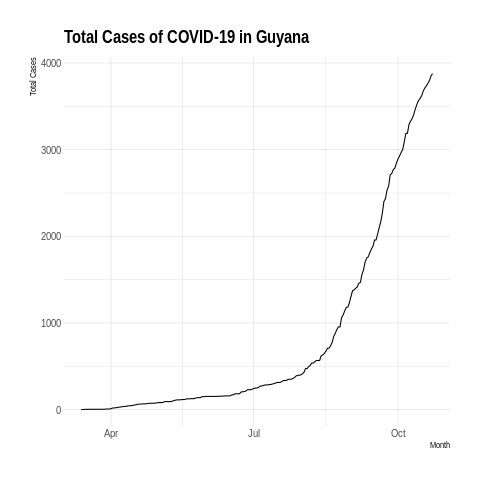 Total Cases of COVID-19 in Guyana
Total Cases
4000
3000
2000
1000
0
Apr
Jul
Oct
Month